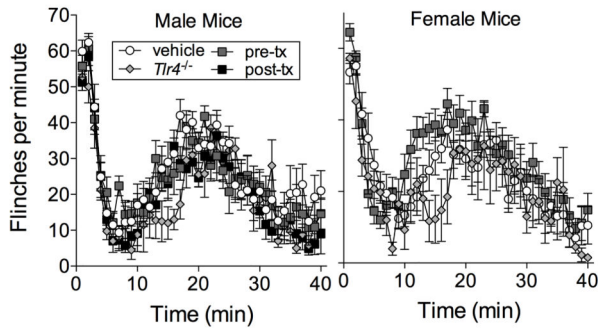 Male Mice
Female Mice
Flinches per minute
70
60
50
40
30
20
10
0
vehicle
pre-tx
Tlr4-/-
post-tx
0 10 20 30 40
0 10 20 30 40
Time (min)
Time (min)